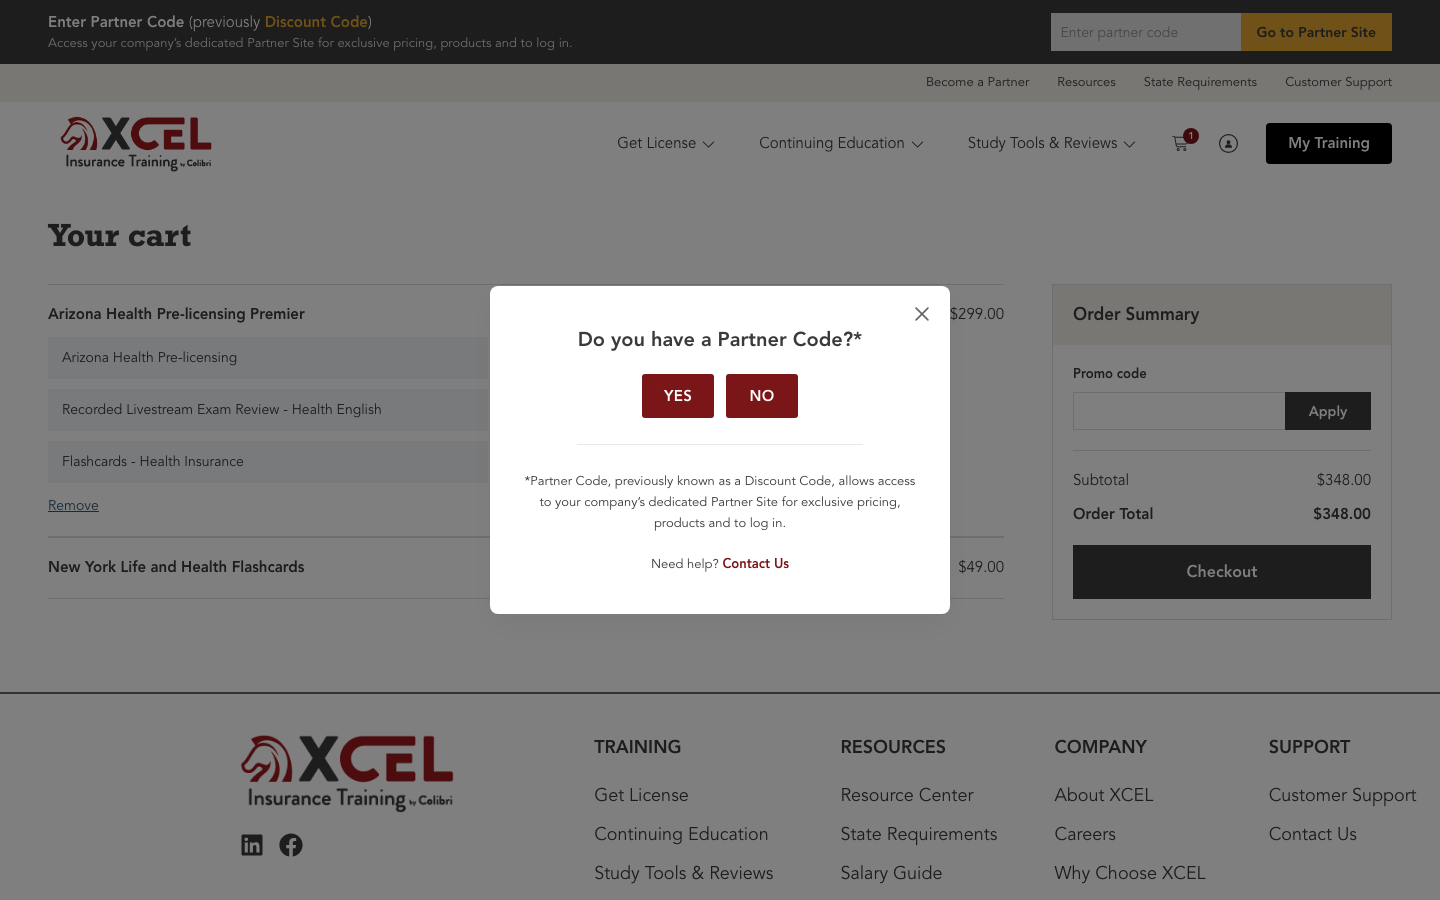 Enter Partner Code (previously Discount Code)
Access your company's dedicated Partner Site for exclusive pricing, products and to log in.
Enter partner code
Go to Partner Site
Become a Partner
Resources
State Requirements
Customer Support
XCEL
Insurance Training by Colibri
Get License
Continuing Education
Study Tools & Reviews
1
My Training
Your cart
Arizona Health Pre-licensing Premier
$299.00
Arizona Health Pre-licensing
Recorded Livestream Exam Review - Health English
Flashcards - Health Insurance
Remove
New York Life and Health Flashcards
$49.00
Order Summary
Promo code
Apply
Subtotal
$348.00
Order Total
$348.00
Checkout
Do you have a Partner Code?*
YES
NO
*Partner Code, previously known as a Discount Code, allows access
to your company's dedicated Partner Site for exclusive pricing,
products and to log in.
Need help? Contact Us
XCEL
Insurance Training by Colibri
TRAINING
Get License
Continuing Education
Study Tools & Reviews
RESOURCES
Resource Center
State Requirements
Salary Guide
COMPANY
About XCEL
Careers
Why Choose XCEL
SUPPORT
Customer Support
Contact Us